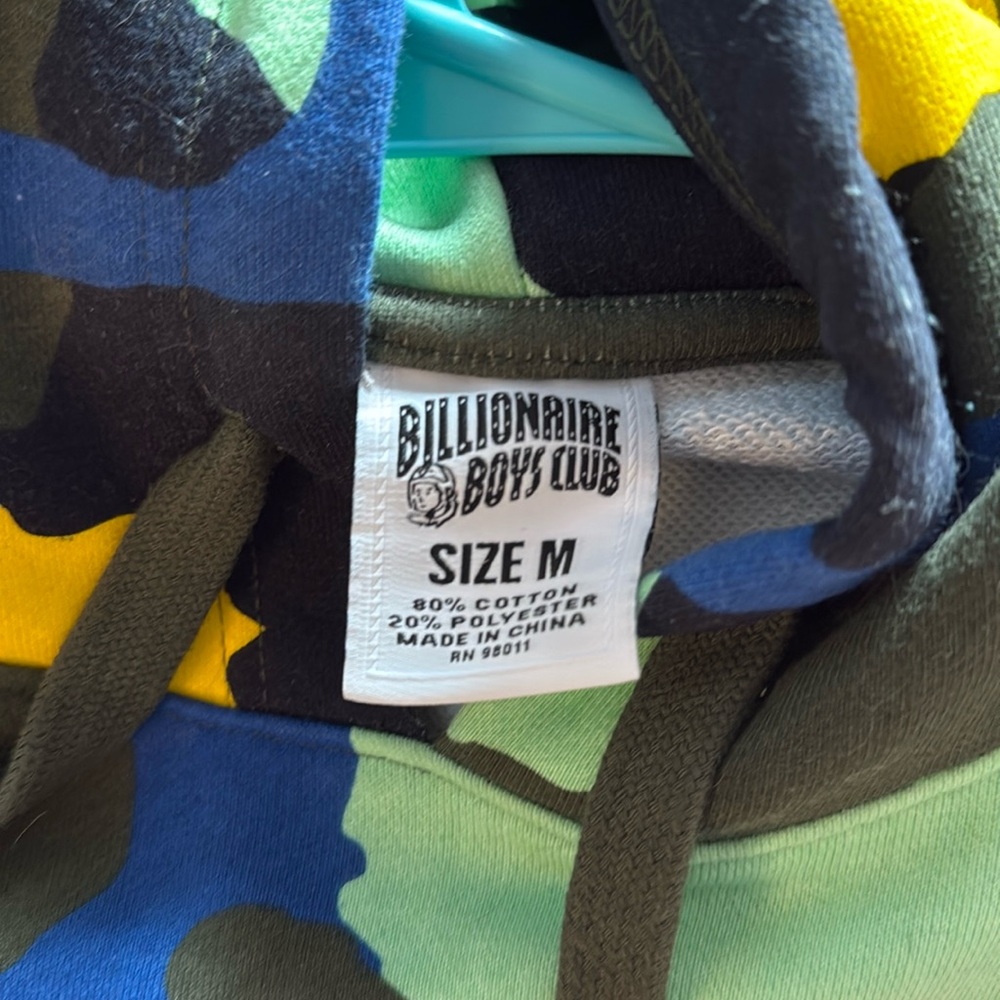 BILLIONAIRE
BOYS CLUB
SIZE M
80% COTTON
20% POLYESTER
MADE IN CHINA
RN 98011